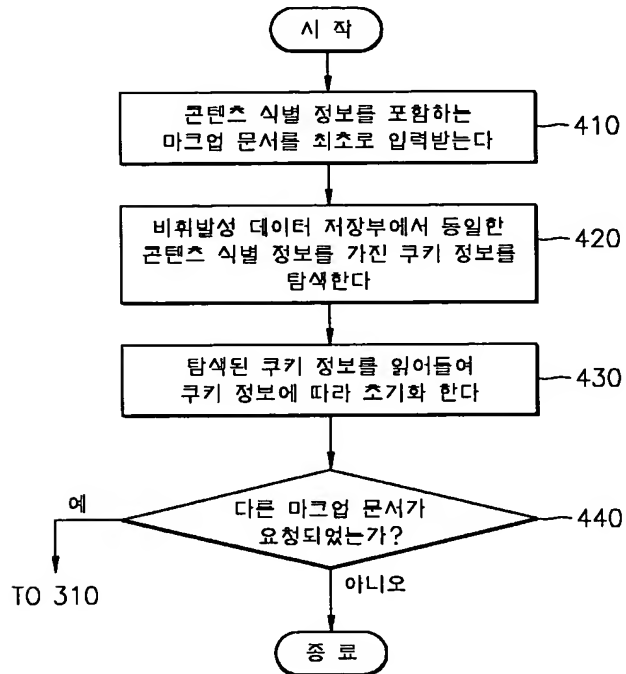 시 작
콘텐츠 식별 정보를 포함하는
마크업 문서를 최초로 입력받는다
410
비휘발성 데이터 저장부에서 동일한
콘텐츠 식별 정보를 가진 쿠키 정보를
탐색한다
420
탐색된 쿠키 정보를 읽어들여
쿠키 정보에 따라 초기화 한다
430
다른 마크업 문서가
요청되었는가?
440
예
TO 310
아니오
종 료